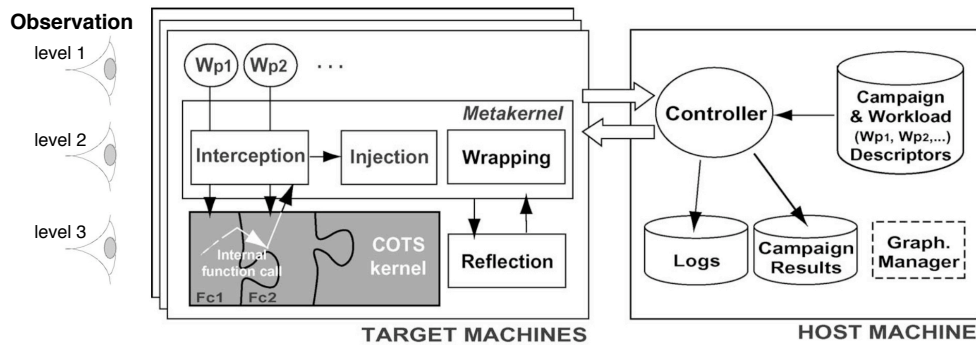 Observation
level 1
level 2
level 3
Wp1
Wp2
. . .
Metakernel
Interception
Injection
Wrapping
Internal
function call
COTS
kernel
Fc1
Fc2
Reflection
TARGET MACHINES
Controller
Campaign
& Workload
(Wp1, Wp2,...)
Descriptors
Logs
Campaign
Results
Graph.
Manager
HOST MACHINE